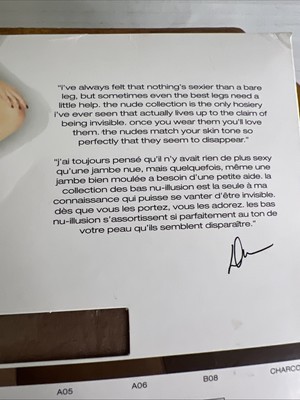 "i've always felt that nothing's sexier than a bare
leg, but sometimes even the best legs need a
little help. the nude collection is the only hosiery
i've ever seen that actually lives up to the claim of
being invisible. once you wear them you'll love
them. the nudes match your skin tone so
perfectly that they seem to disappear."
"j'ai toujours pensé qu'il n'y avait rien de plus sexy
qu'une jambe nue, mais quelquefois, même une
jambe bien moulée a besoin d'une petite aide. la
collection des bas nu-illusion est la seule à ma
connaissance qui puisse se vanter d'être invisible.
dès que vous les portez, vous les adorez. les bas
nu-illusion s'assortissent si parfaitement au ton de
votre peau qu'ils semblent disparaître."
CHARCO
A05 A06 B08